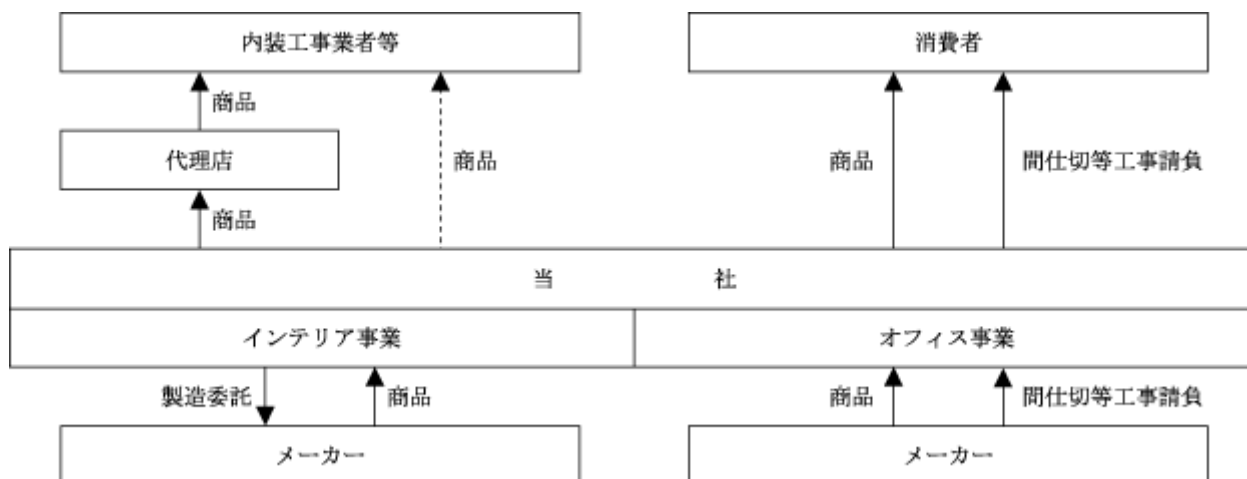 内装工事業者等
消費者
商品
代理店
商品
商品
間仕切等工事請負
商品
当社
インテリア事業
オフィス事業
製造委託
商品
商品
間仕切等工事請負
メーカー
メーカー